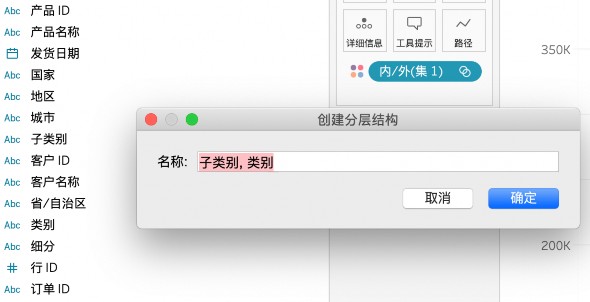 Abc 产品 ID
Abc 产品名称
发货日期
Abc 国家
Abc 地区
Abc 城市
Abc 子类别
Abc 客户 ID
Abc 客户名称
Abc 省/自治区
Abc 类别
Abc 细分
行 ID
Abc 订单 ID
详细信息 工具提示 路径
内/外(集 1)
350K
创建分层结构
名称: 子类别, 类别
取消 确定
200K